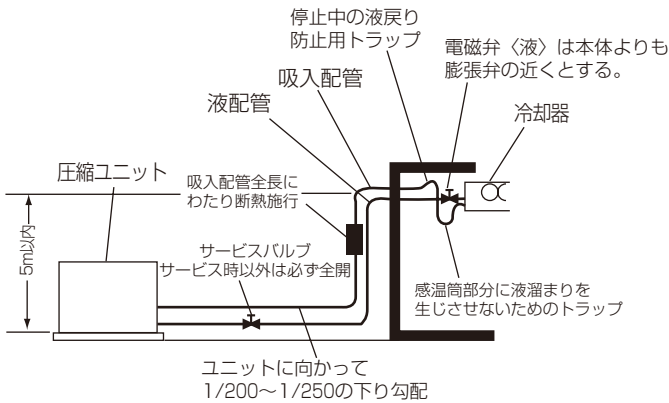 停止中の液戻り
防止用トラップ
電磁弁〈液〉は本体よりも
膨張弁の近くとする。
吸入配管
液配管
冷却器
圧縮ユニット
吸入配管全長に
わたり断熱施行
5m以内
サービスバルブ
サービス時以外は必ず全開
感温筒部分に液溜まりを
生じさせないためのトラップ
ユニットに向かって
1/200〜1/250の下り勾配